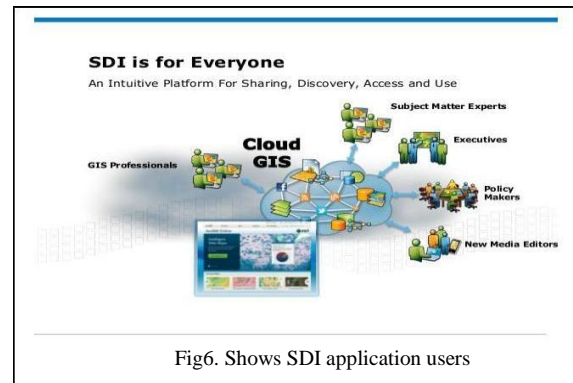 SDI is for Everyone
An Intuitive Platform For Sharing, Discovery, Access and Use
Subject Matter Experts
Cloud
GIS
Executives
GIS Professionals
Policy
Makers
New Media Editors
Fig6. Shows SDI application users